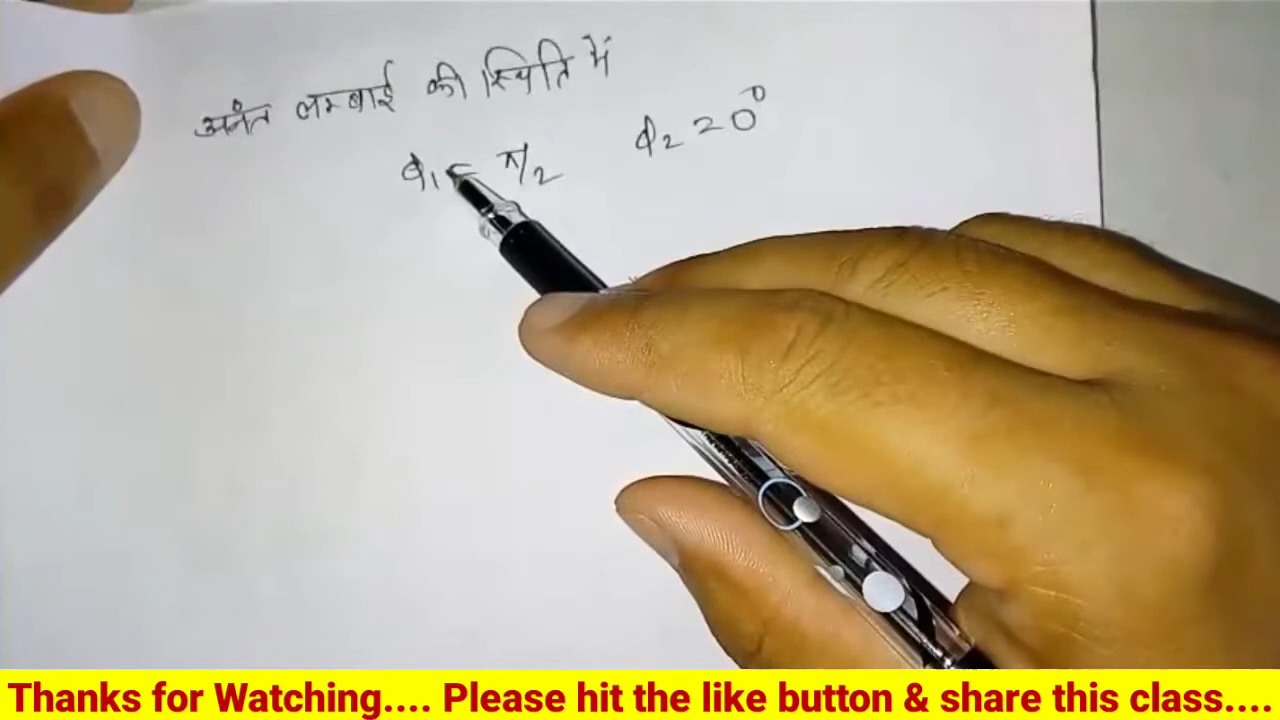 अनंत लम्बाई की स्थिति में
Φ₁ = π/2 Φ₂ = 0°
Thanks for Watching.... Please hit the like button & share this class....